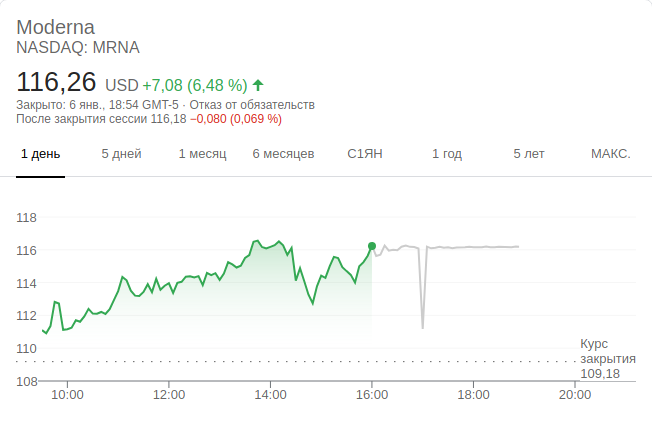 Moderna
NASDAQ: MRNA
116,26 USD +7,08 (6,48 %)
Закрыто: 6 янв., 18:54 GMT-5 · Отказ от обязательств
После закрытия сессии 116,18 −0,080 (0,069 %)
1 день 5 дней 1 месяц 6 месяцев С1ЯН 1 год 5 лет МАКС.
118
116
114
112
110
Курс
закрытия
109,18
108
10:00 12:00 14:00 16:00 18:00 20:00